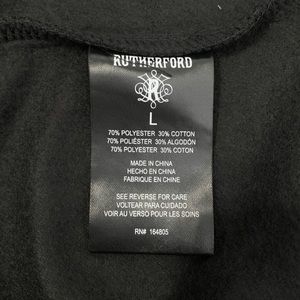 RUTHERFORD
R
L
70% POLYESTER 30% COTTON
70% POLIÉSTER 30% ALGODÓN
70% POLYESTER 30% COTON
MADE IN CHINA
HECHO EN CHINA
FABRIQUE EN CHINE
SEE REVERSE FOR CARE
VOLTEAR PARA CUIDADO
VOIR AU VERSO POUR LES SOINS
RN# 164805